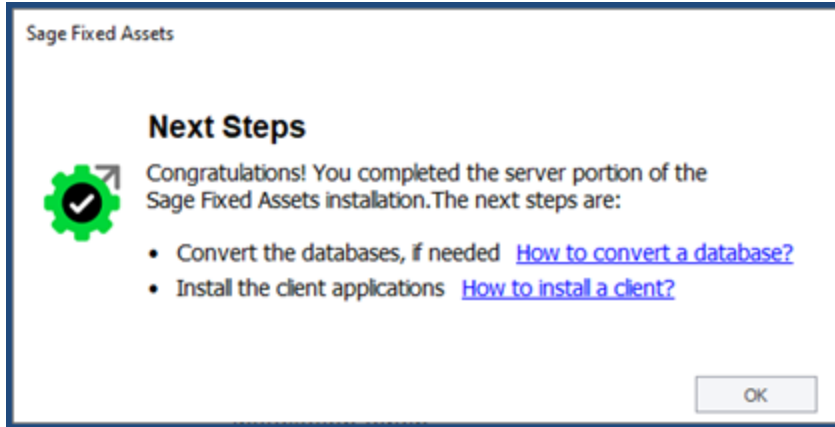 Sage Fixed Assets
Next Steps
Congratulations! You completed the server portion of the
Sage Fixed Assets installation.The next steps are:
• Convert the databases, if needed How to convert a database?
• Install the client applications How to install a client?
OK